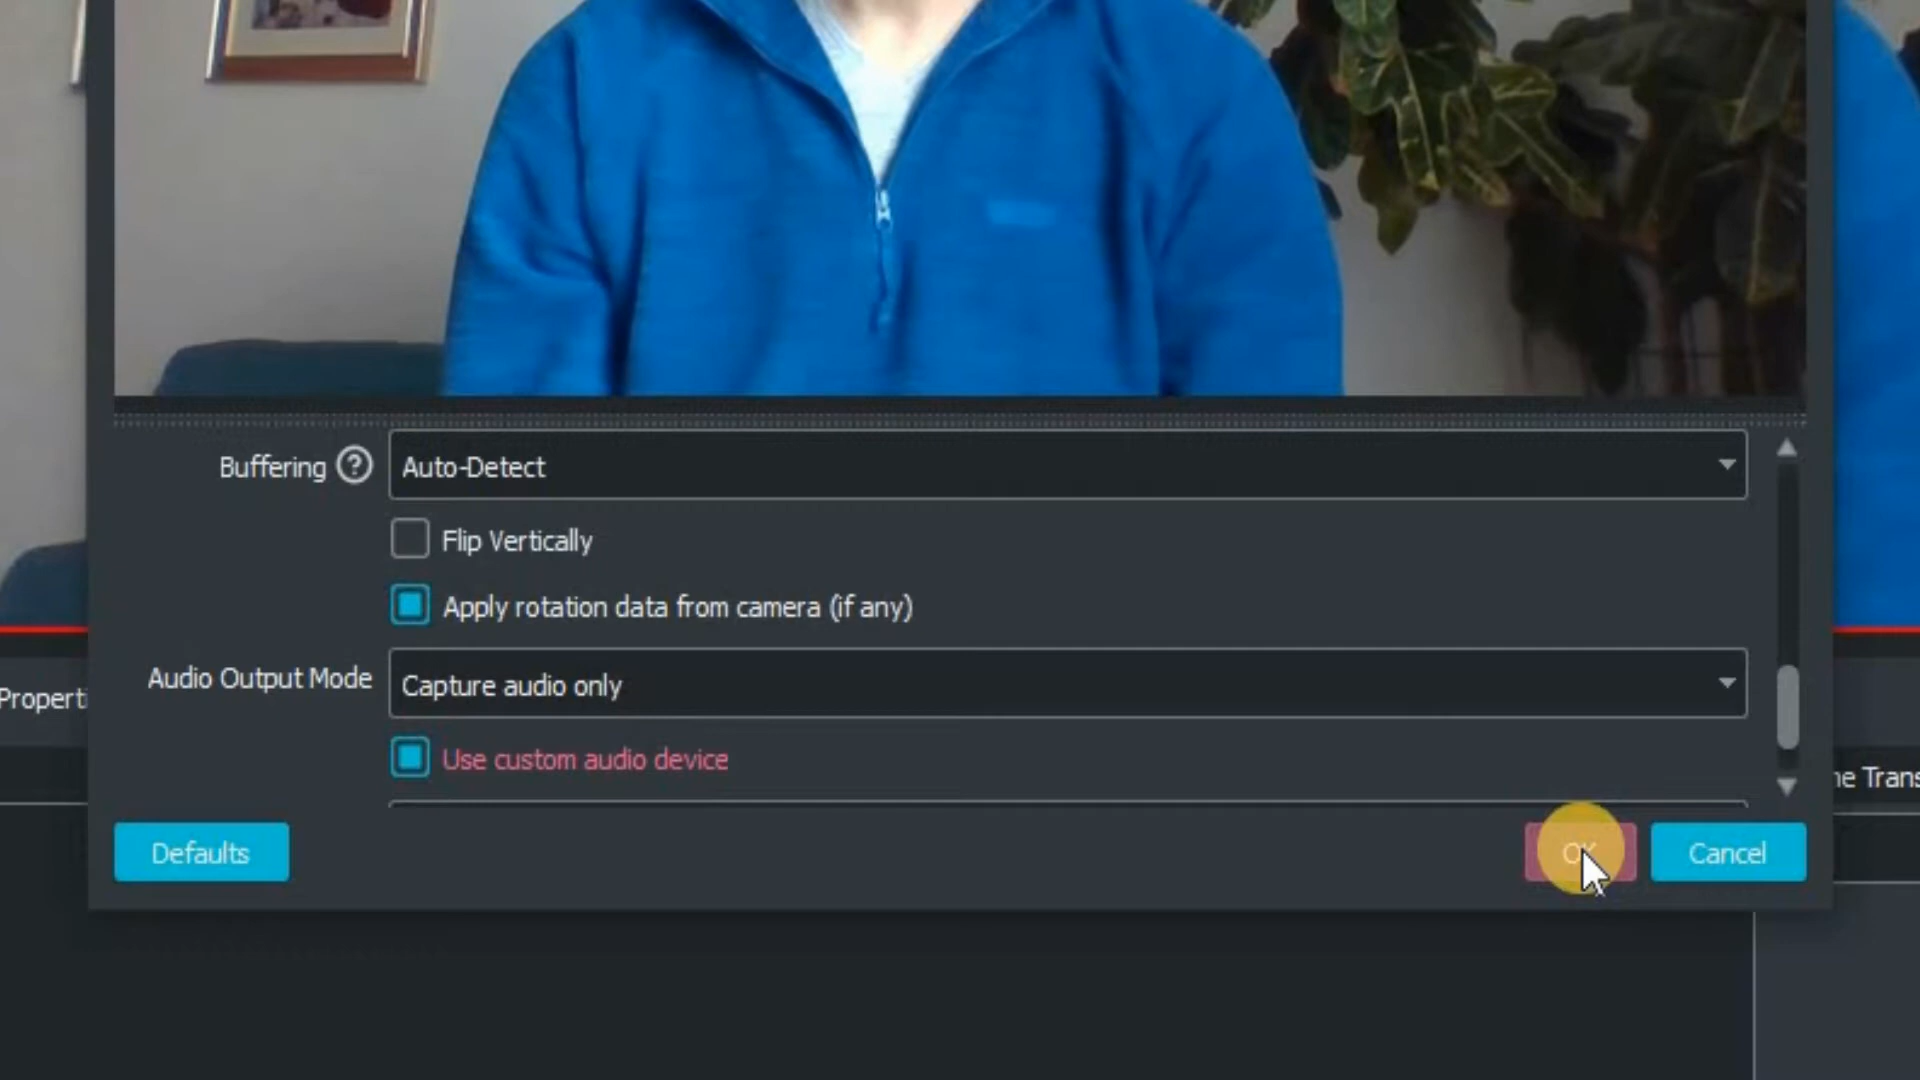 Buffering ? Auto-Detect
Flip Vertically
Apply rotation data from camera (if any)
Audio Output Mode Capture audio only
Properti
Use custom audio device
ne Trans
Defaults OK Cancel